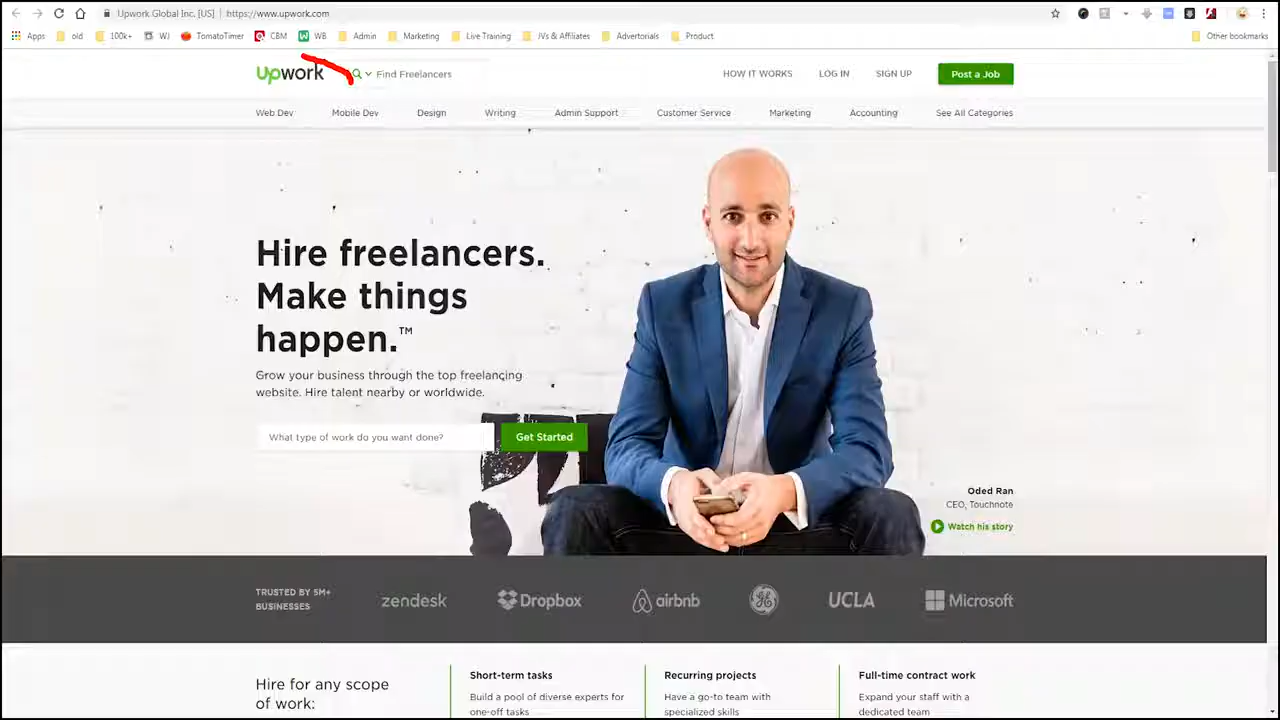 Upwork Global Inc. [US] | https://www.upwork.com
Apps old 100k+ WJ TomatoTimer CBM WB Admin Marketing Live Training JVs & Affiliates Advertorials Product Other bookmarks
Upwork Find Freelancers HOW IT WORKS LOG IN SIGN UP Post a Job
Web Dev Mobile Dev Design Writing Admin Support Customer Service Marketing Accounting See All Categories
Hire freelancers.
Make things
happen.™
Grow your business through the top freelancing
website. Hire talent nearby or worldwide.
What type of work do you want done? Get Started
Oded Ran
CEO, Touchnote
Watch his story
TRUSTED BY 5M+
BUSINESSES
zendesk Dropbox airbnb GE UCLA Microsoft
Hire for any scope
of work:
Short-term tasks
Build a pool of diverse experts for
one-off tasks
Recurring projects
Have a go-to team with
specialized skills
Full-time contract work
Expand your staff with a
dedicated team